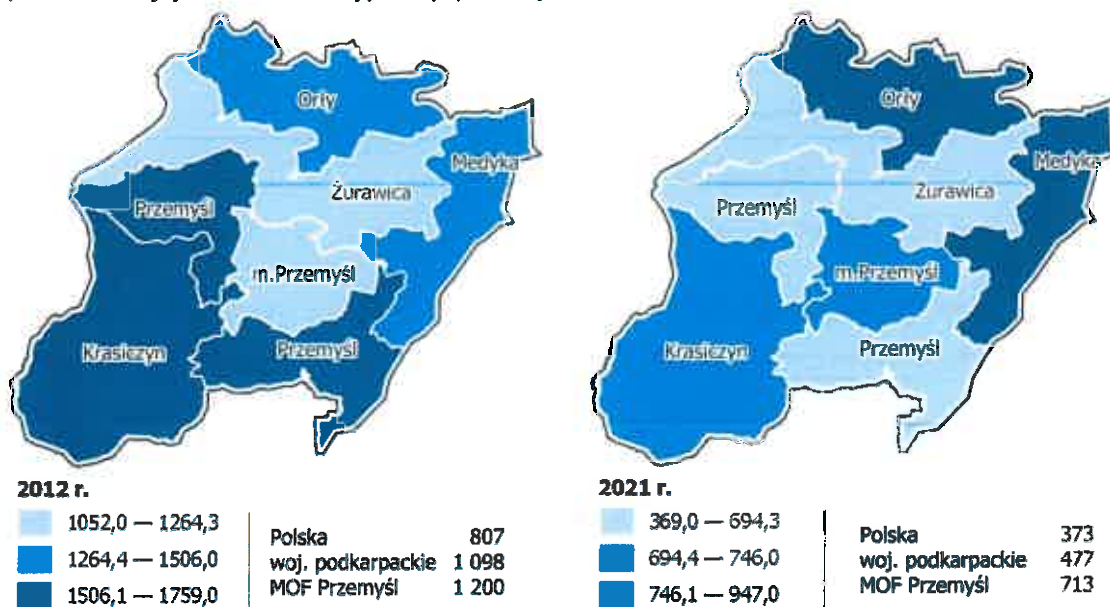 Orły
Medyka
Żurawica
Przemyśl
m.Przemyśl
Krasiczyn
Przemyśl
2012 r.
1052,0 — 1264,3
1264,4 — 1506,0
1506,1 — 1759,0
Polska 807
woj. podkarpackie 1 098
MOF Przemyśl 1 200
Orły
Medyka
Żurawica
Przemyśl
m.Przemyśl
Krasiczyn
Przemyśl
2021 r.
369,0 — 694,3
694,4 — 746,0
746,1 — 947,0
Polska 373
woj. podkarpackie 477
MOF Przemyśl 713